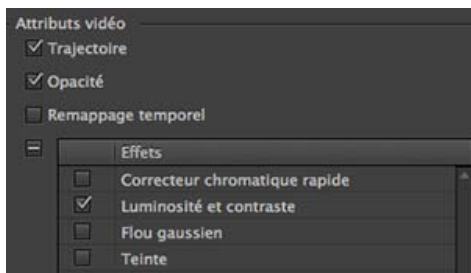 Attributs vidéo
Trajectoire
Opacité
Remappage temporel
Effets
Correcteur chromatique rapide
Luminosité et contraste
Flou gaussien
Teinte